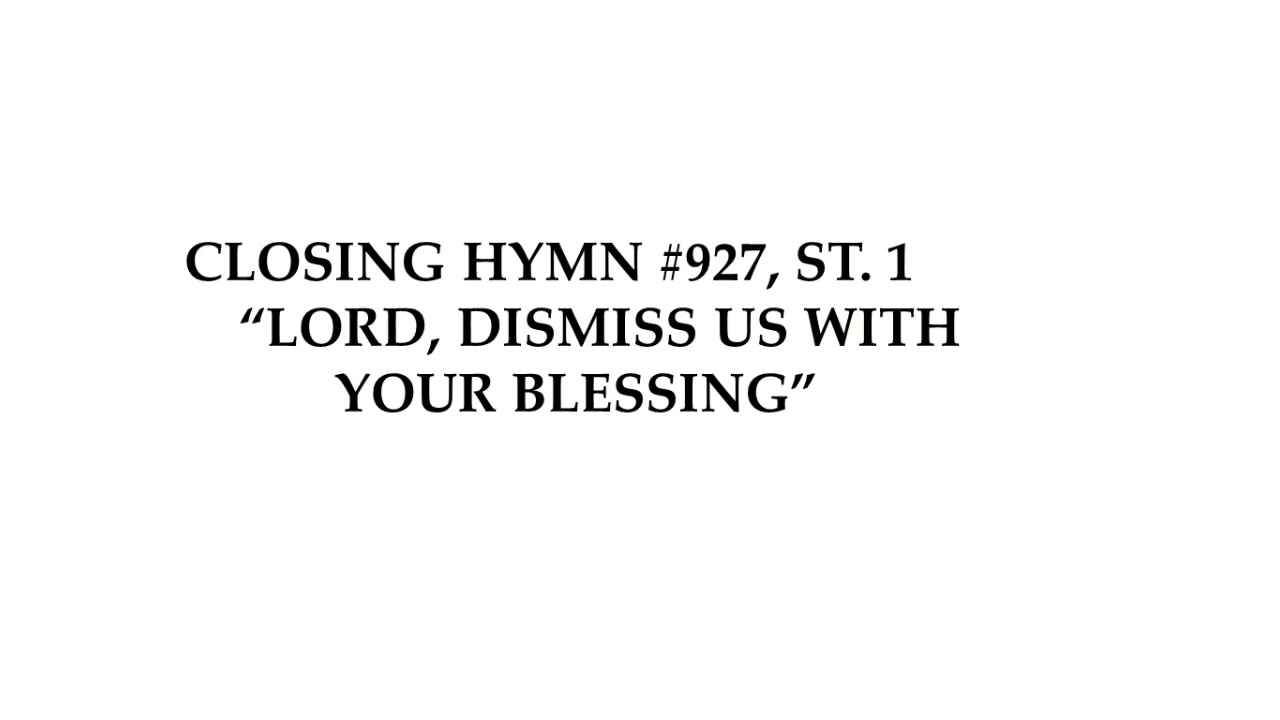 CLOSING HYMN #927, ST. 1
“LORD, DISMISS US WITH
YOUR BLESSING”